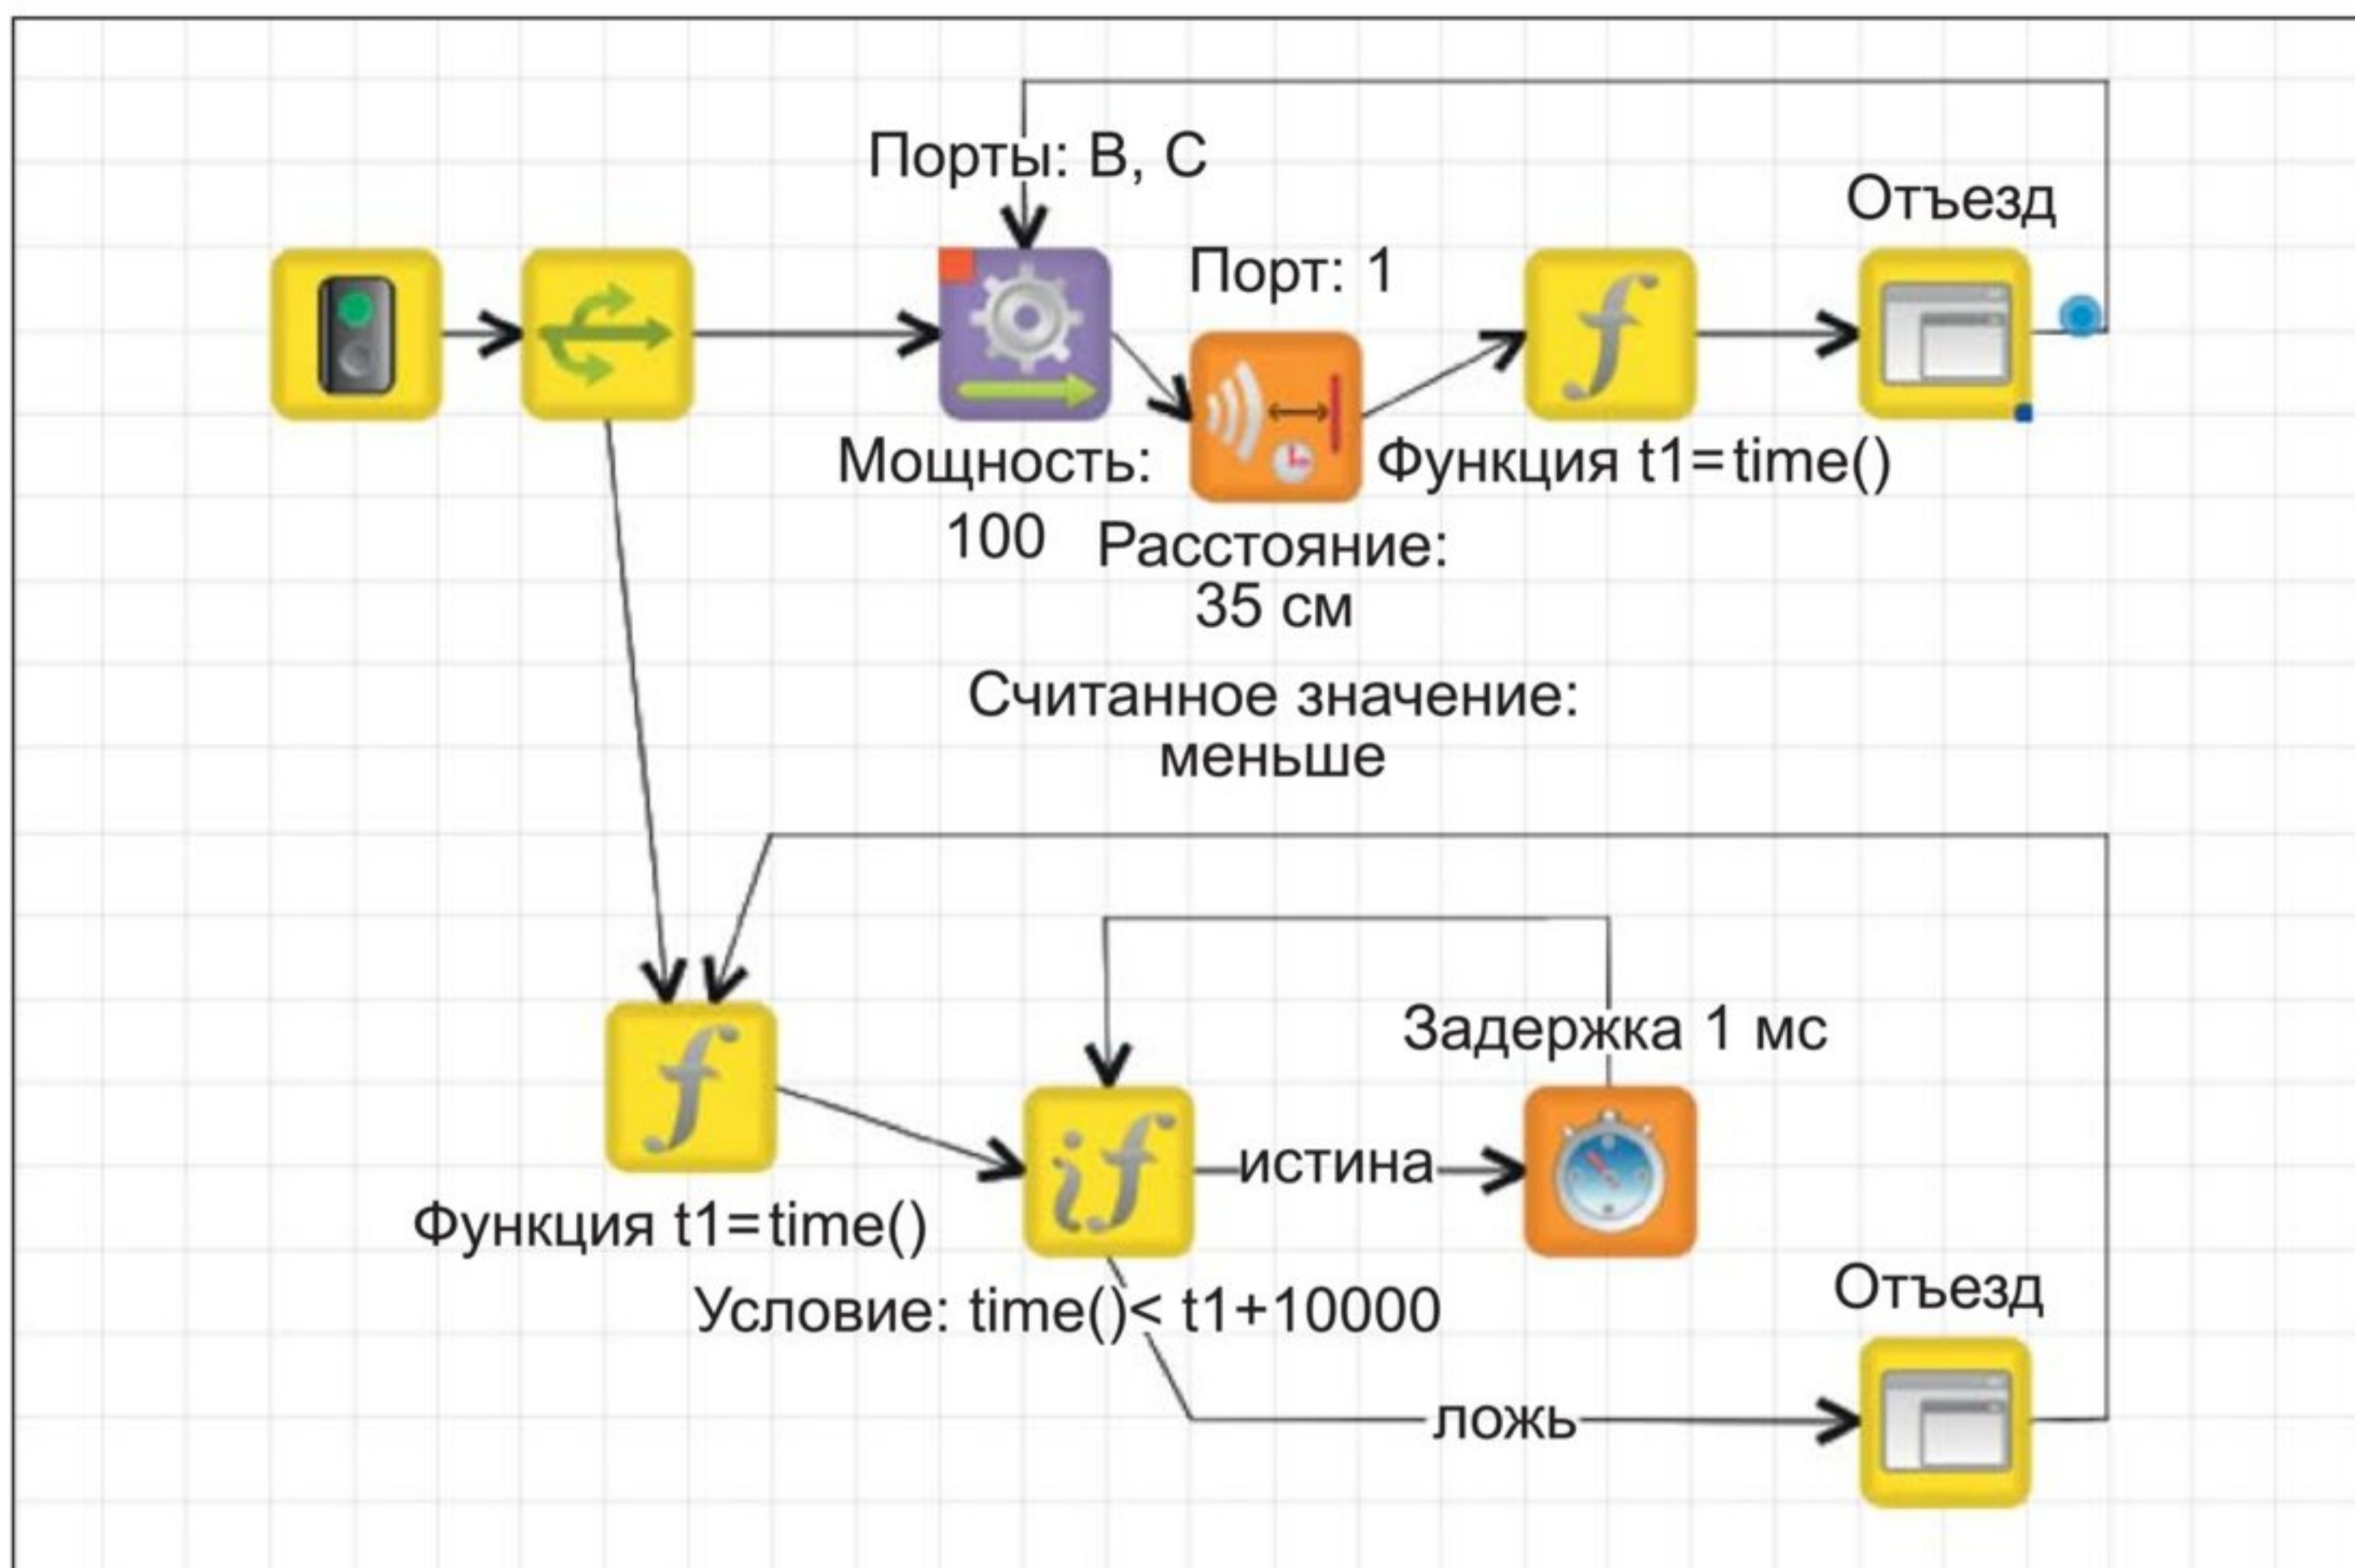 Порты: B, C
Отъезд
Порт: 1
Мощность:
100
Функция t1=time()
Расстояние:
35 см
Считанное значение:
меньше
Задержка 1 мс
if
истина
Функция t1=time()
Условие: time()< t1+10000
Отъезд
ложь